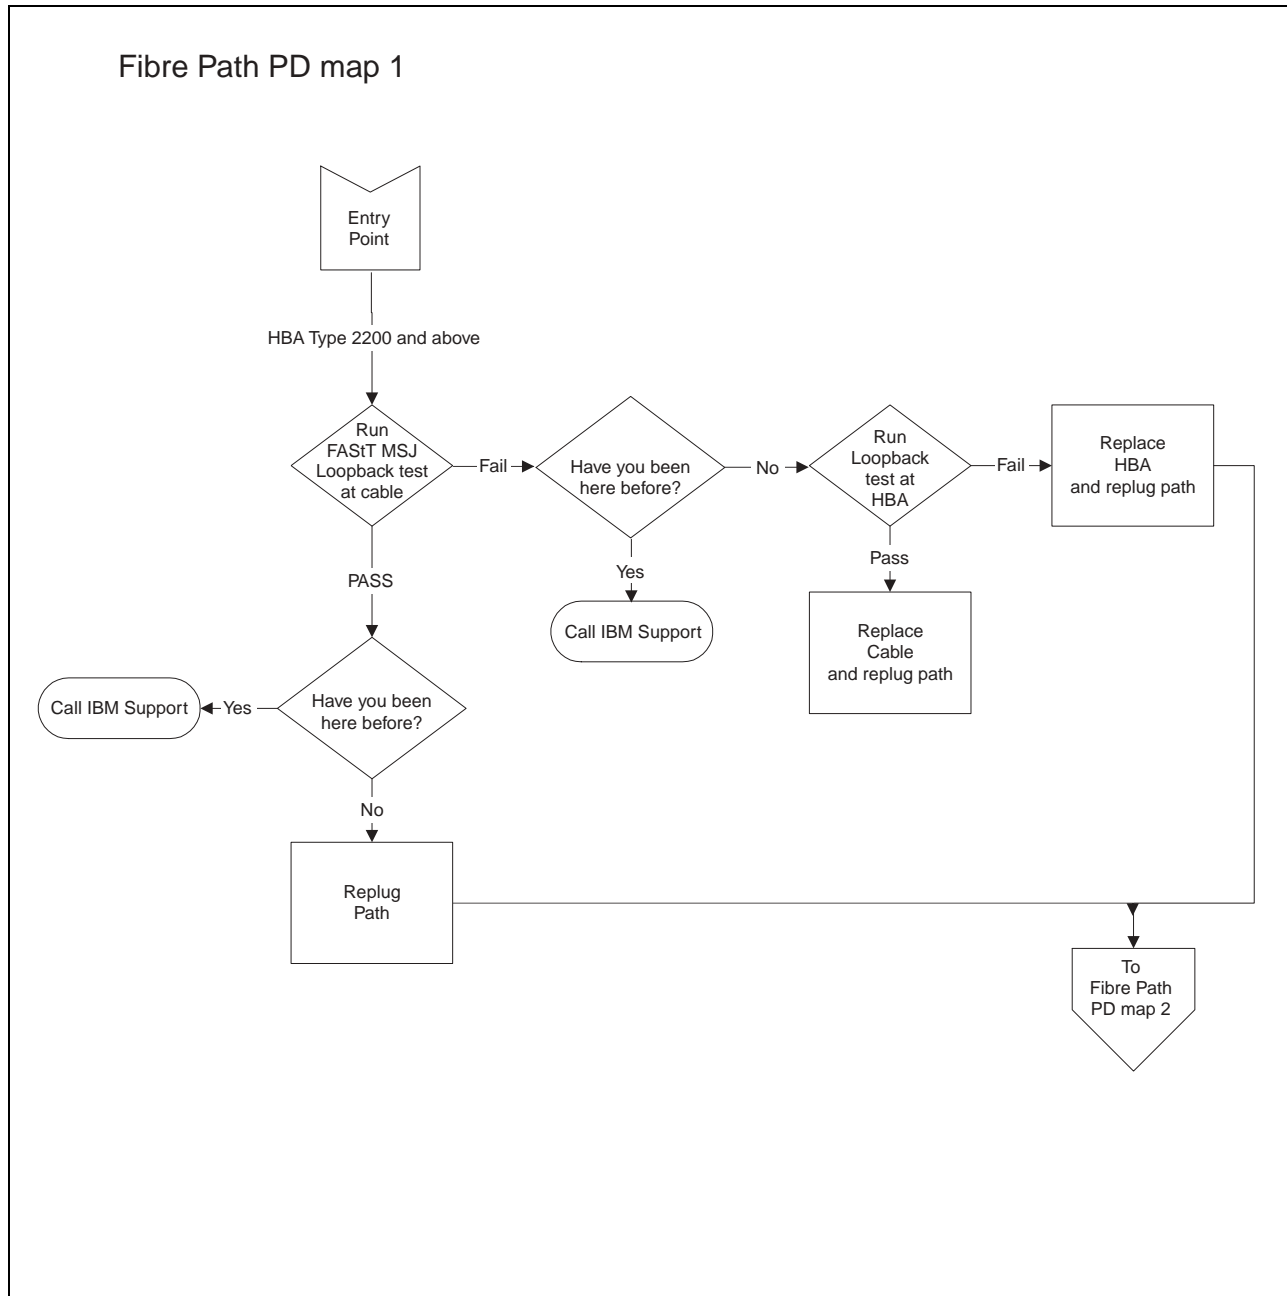 Fibre Path PD map 1
Entry
Point
HBA Type 2200 and above
Run
FAStT MSJ
Loopback test
at cable
Fail
Have you been
here before?
No
Run
Loopback
test at
HBA
Fail
Replace
HBA
and replug path
PASS
Yes
Pass
Call IBM Support
Replace
Cable
and replug path
Call IBM Support
Yes
Have you been
here before?
No
Replug
Path
To
Fibre Path
PD map 2